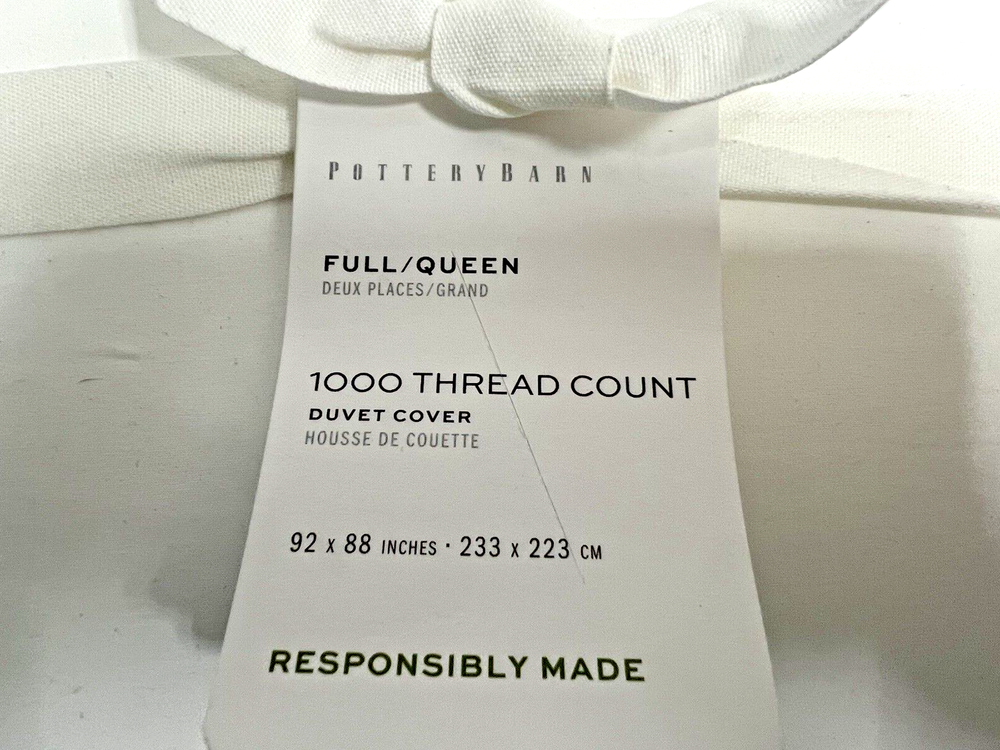 POTTERYBARN
FULL/QUEEN
DEUX PLACES/GRAND
1000 THREAD COUNT
DUVET COVER
HOUSSE DE COUETTE
92 x 88 INCHES · 233 x 223 CM
RESPONSIBLY MADE